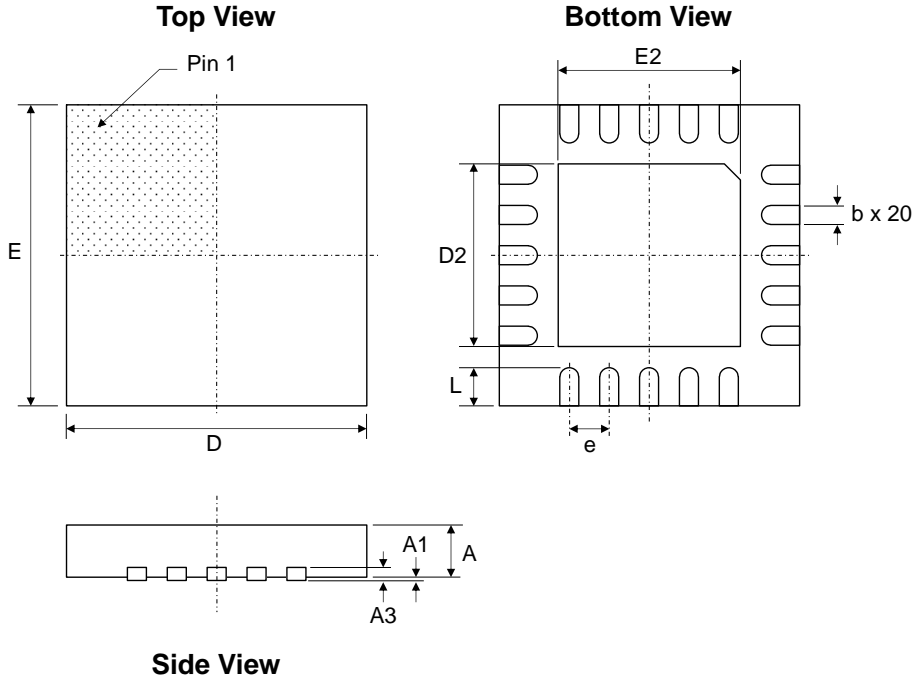 Top View
Bottom View
Pin 1
E2
E
D2
b x 20
L
D
e
A1
A
A3
Side View